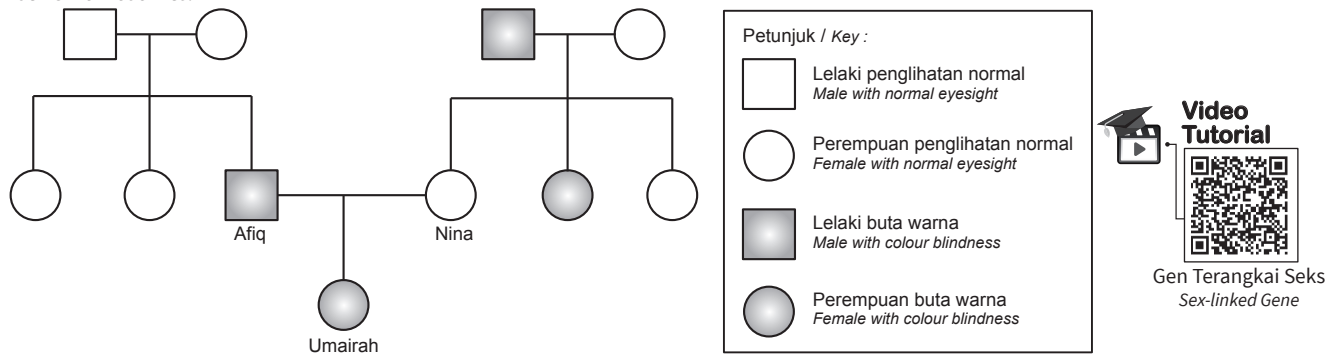 Afiq
Nina
Umairah
Petunjuk / Key :
Lelaki penglihatan normal
Male with normal eyesight
Perempuan penglihatan normal
Female with normal eyesight
Lelaki buta warna
Male with colour blindness
Perempuan buta warna
Female with colour blindness
Video
Tutorial
Gen Terangkai Seks
Sex-linked Gene